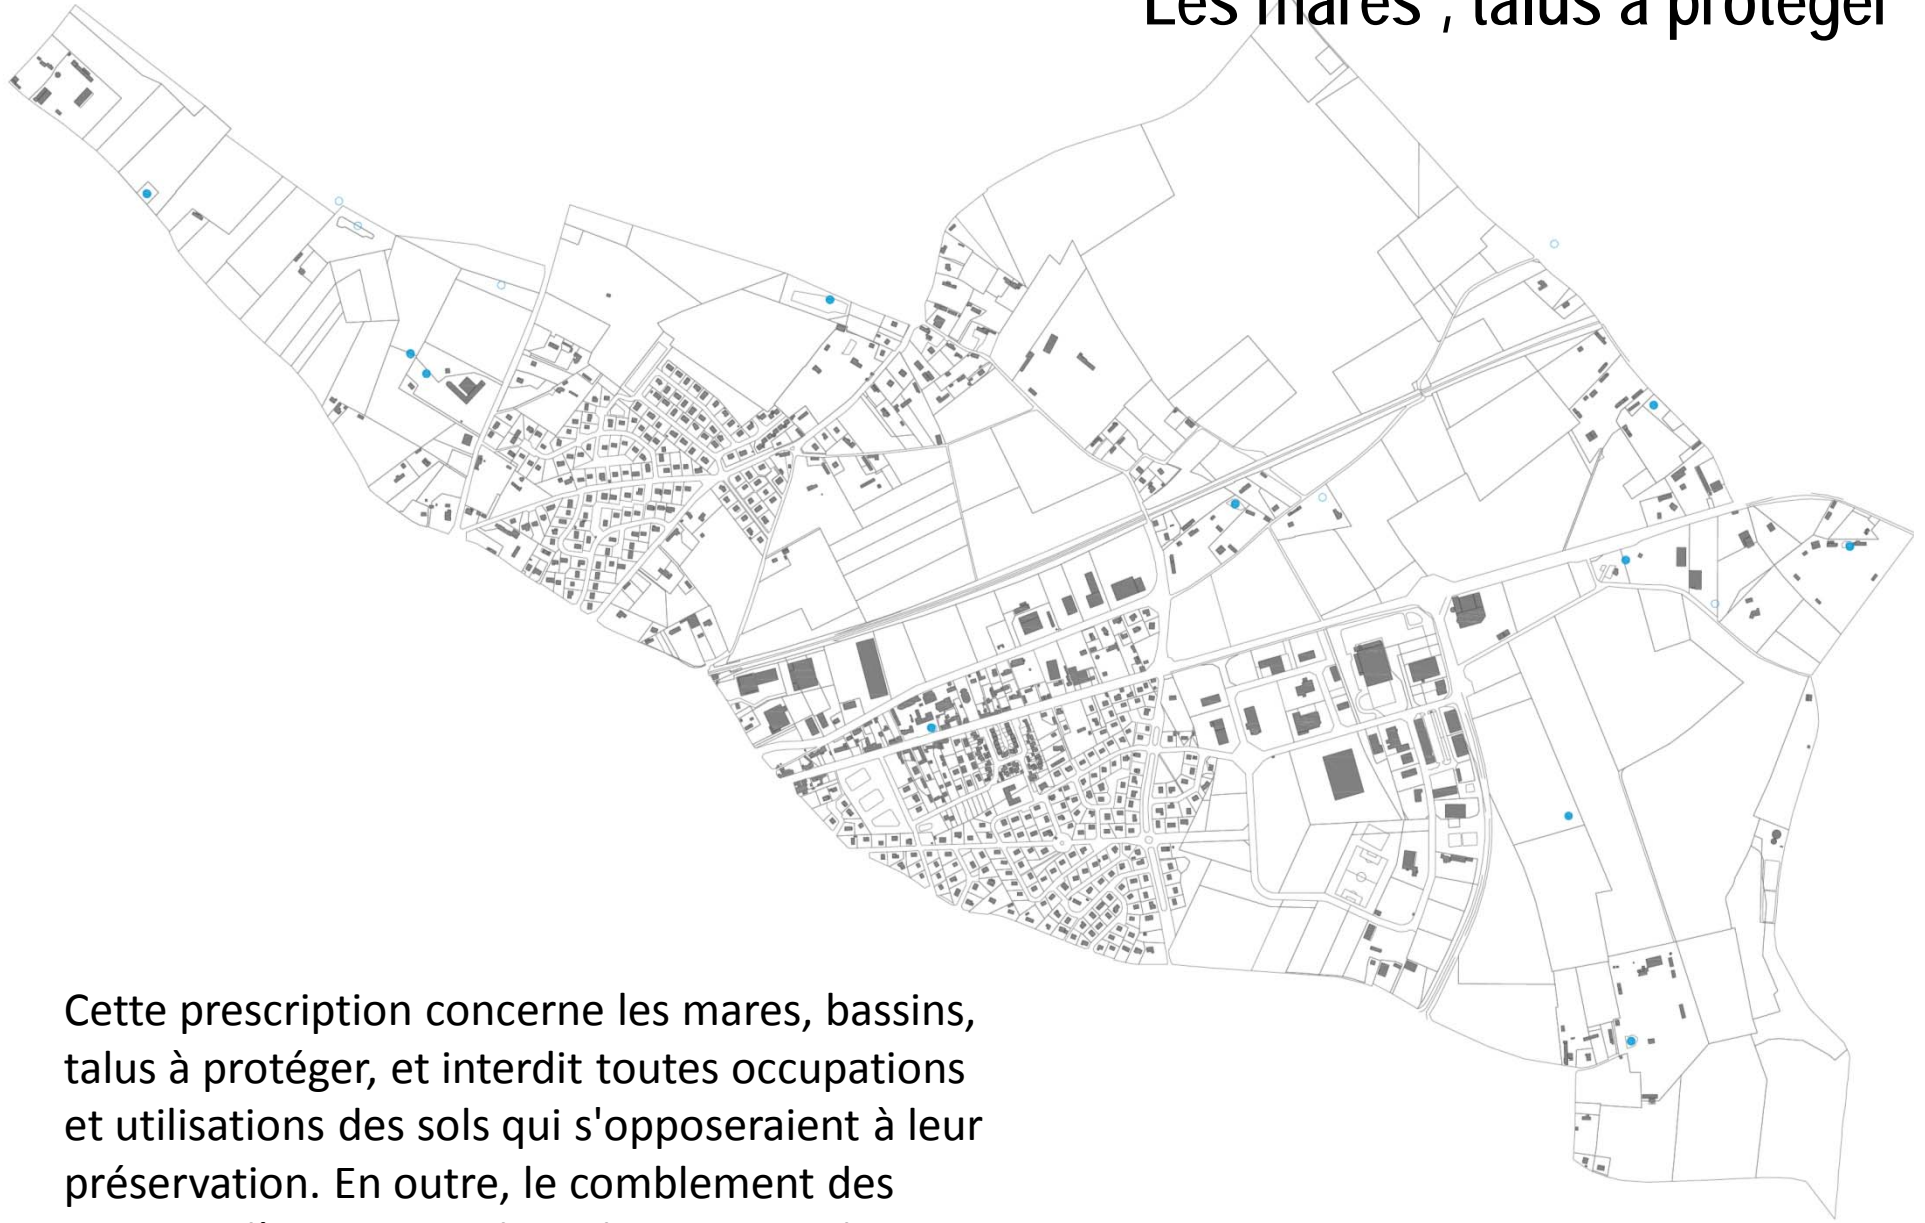 Les mares , talus à protéger
Cette prescription concerne les mares, bassins,
talus à protéger, et interdit toutes occupations
et utilisations des sols qui s'opposeraient à leur
préservation. En outre, le comblement des